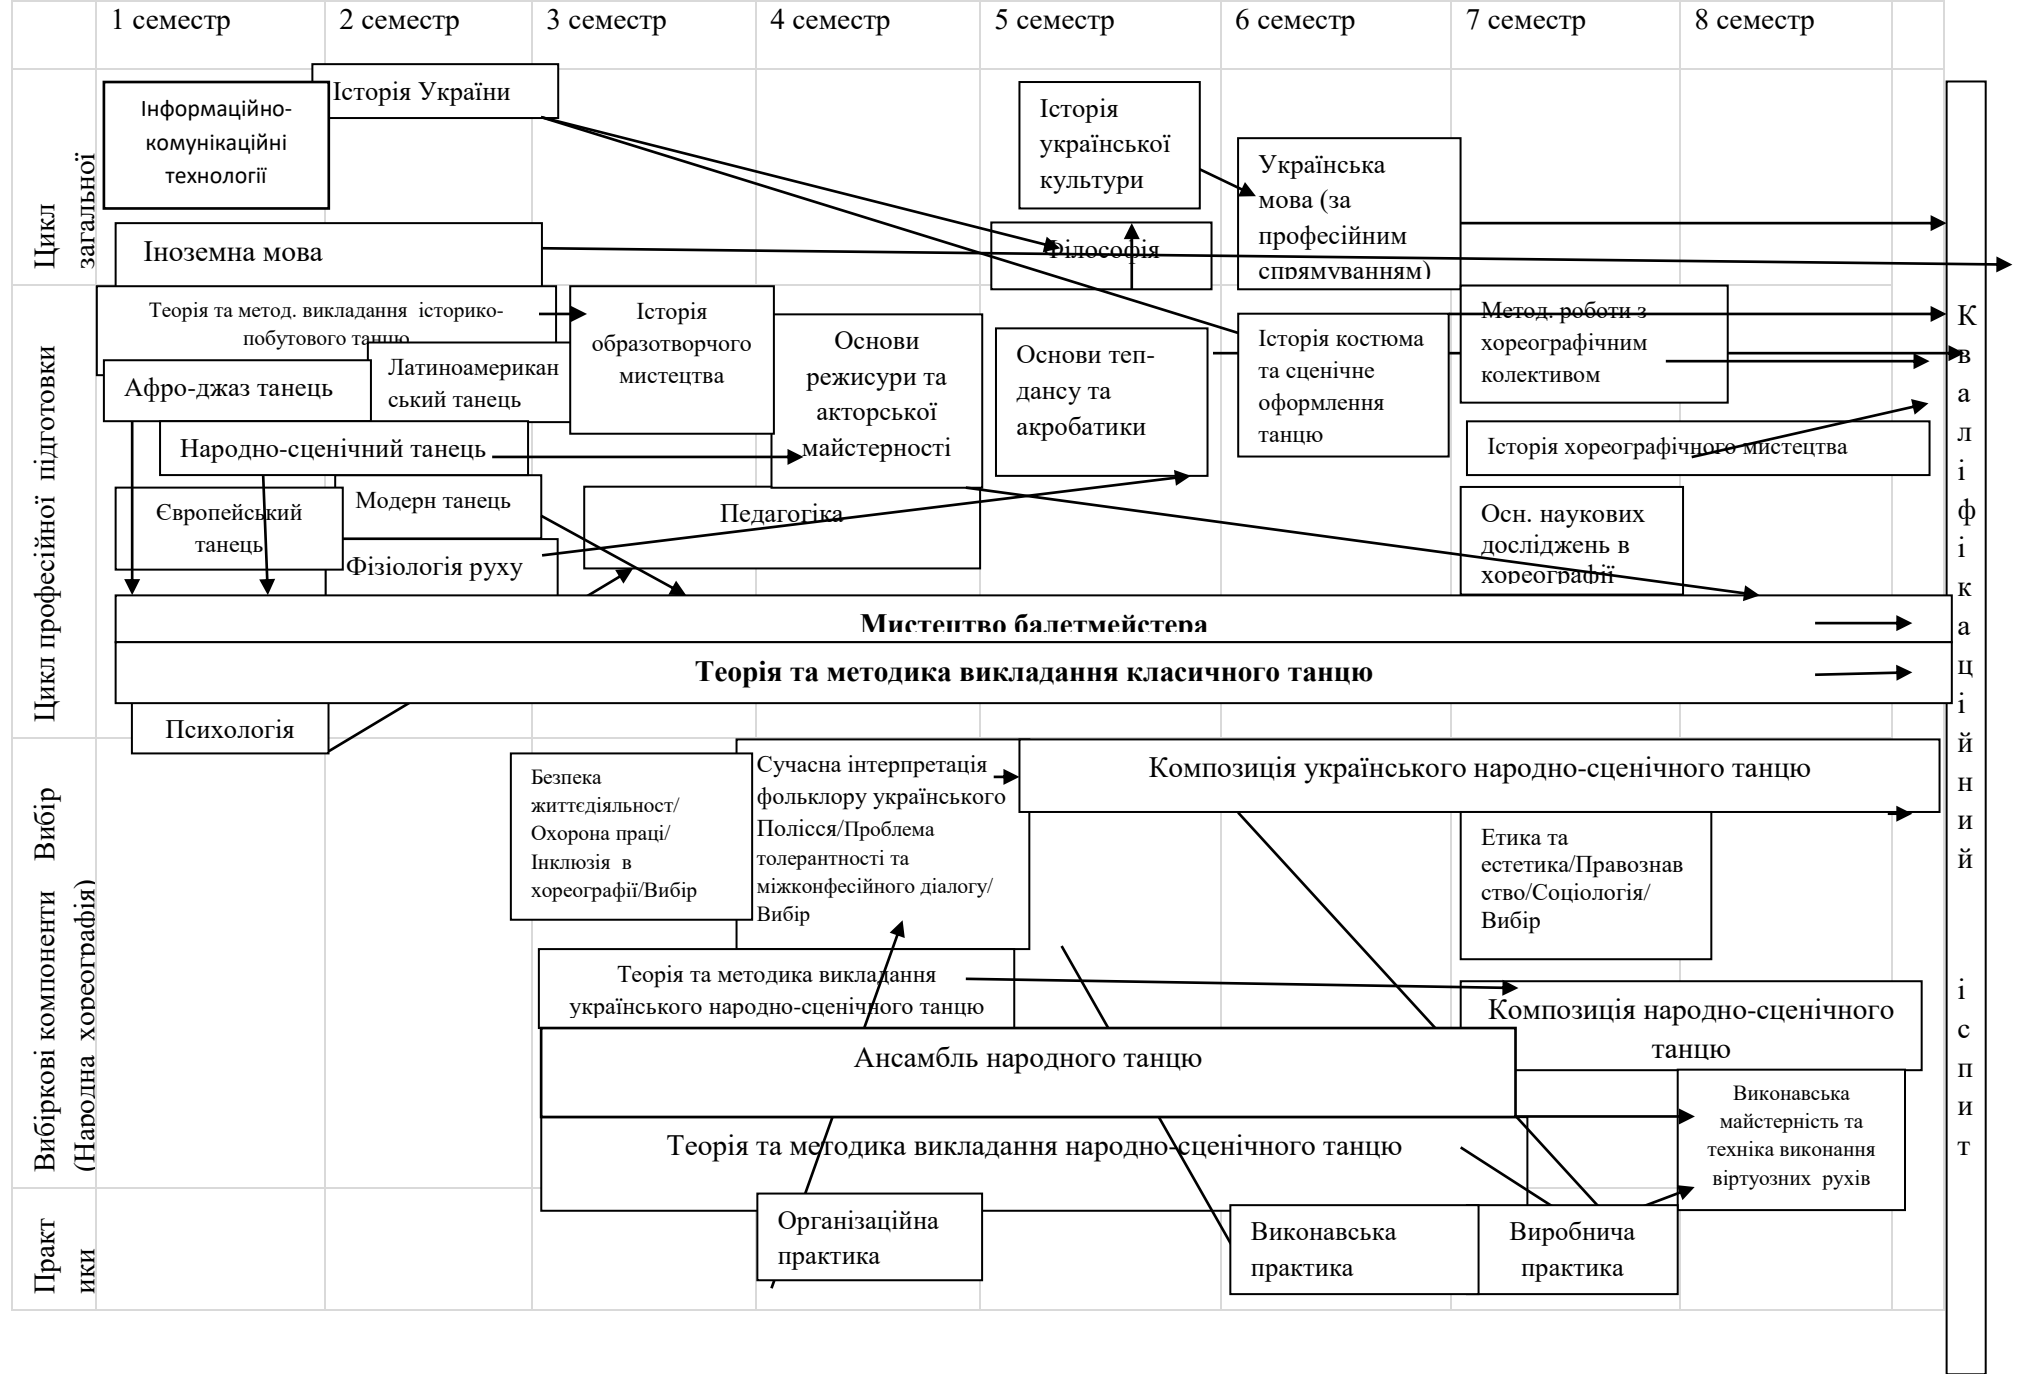 1 семестр
2 семестр
3 семестр
4 семестр
5 семестр
6 семестр
7 семестр
8 семестр
Цикл
загальної
Інформаційно-
комунікаційні
технології
Історія України
Історія
української
культури
Українська
мова (за
професійним
спрямуванням)
Іноземна мова
Філософія
Цикл професійної підготовки
Теорія та метод. викладання історико-
побутового танцю
Історія
образотворчого
мистецтва
Основи
режисури та
акторської
майстерності
Основи теп-
дансу та
акробатики
Історія костюма
та сценічне
оформлення
танцю
Метод. роботи з
хореографічним
колективом
Афро-джаз танець
Латиноамерикан
ський танець
Народно-сценічний танець
Історія хореографічного мистецтва
Європейський
танець
Модерн танець
Педагогіка
Осн. наукових
досліджень в
хореографії
Фізіологія руху
Мистецтво балетмейстера
Теорія та методика викладання класичного танцю
Психологія
Вибіркові компоненти Вибір
(Народна хореографія)
Безпека
життєдіяльност/
Охорона праці/
Інклюзія в
хореографії/Вибір
Сучасна інтерпретація
фольклору українського
Полісся/Проблема
толерантності та
міжконфесійного діалогу/
Вибір
Композиція українського народно-сценічного танцю
Етика та
естетика/Правознав
ство/Соціологія/
Вибір
Теорія та методика викладання
українського народно-сценічного танцю
Композиція народно-сценічного
танцю
Ансамбль народного танцю
Виконавська
майстерність та
техніка виконання
віртуозних рухів
Теорія та методика викладання народно-сценічного танцю
Практ
ики
Організаційна
практика
Виконавська
практика
Виробнича
практика
К
в
а
л
і
ф
і
к
а
ц
і
й
н
и
й
і
с
п
и
т